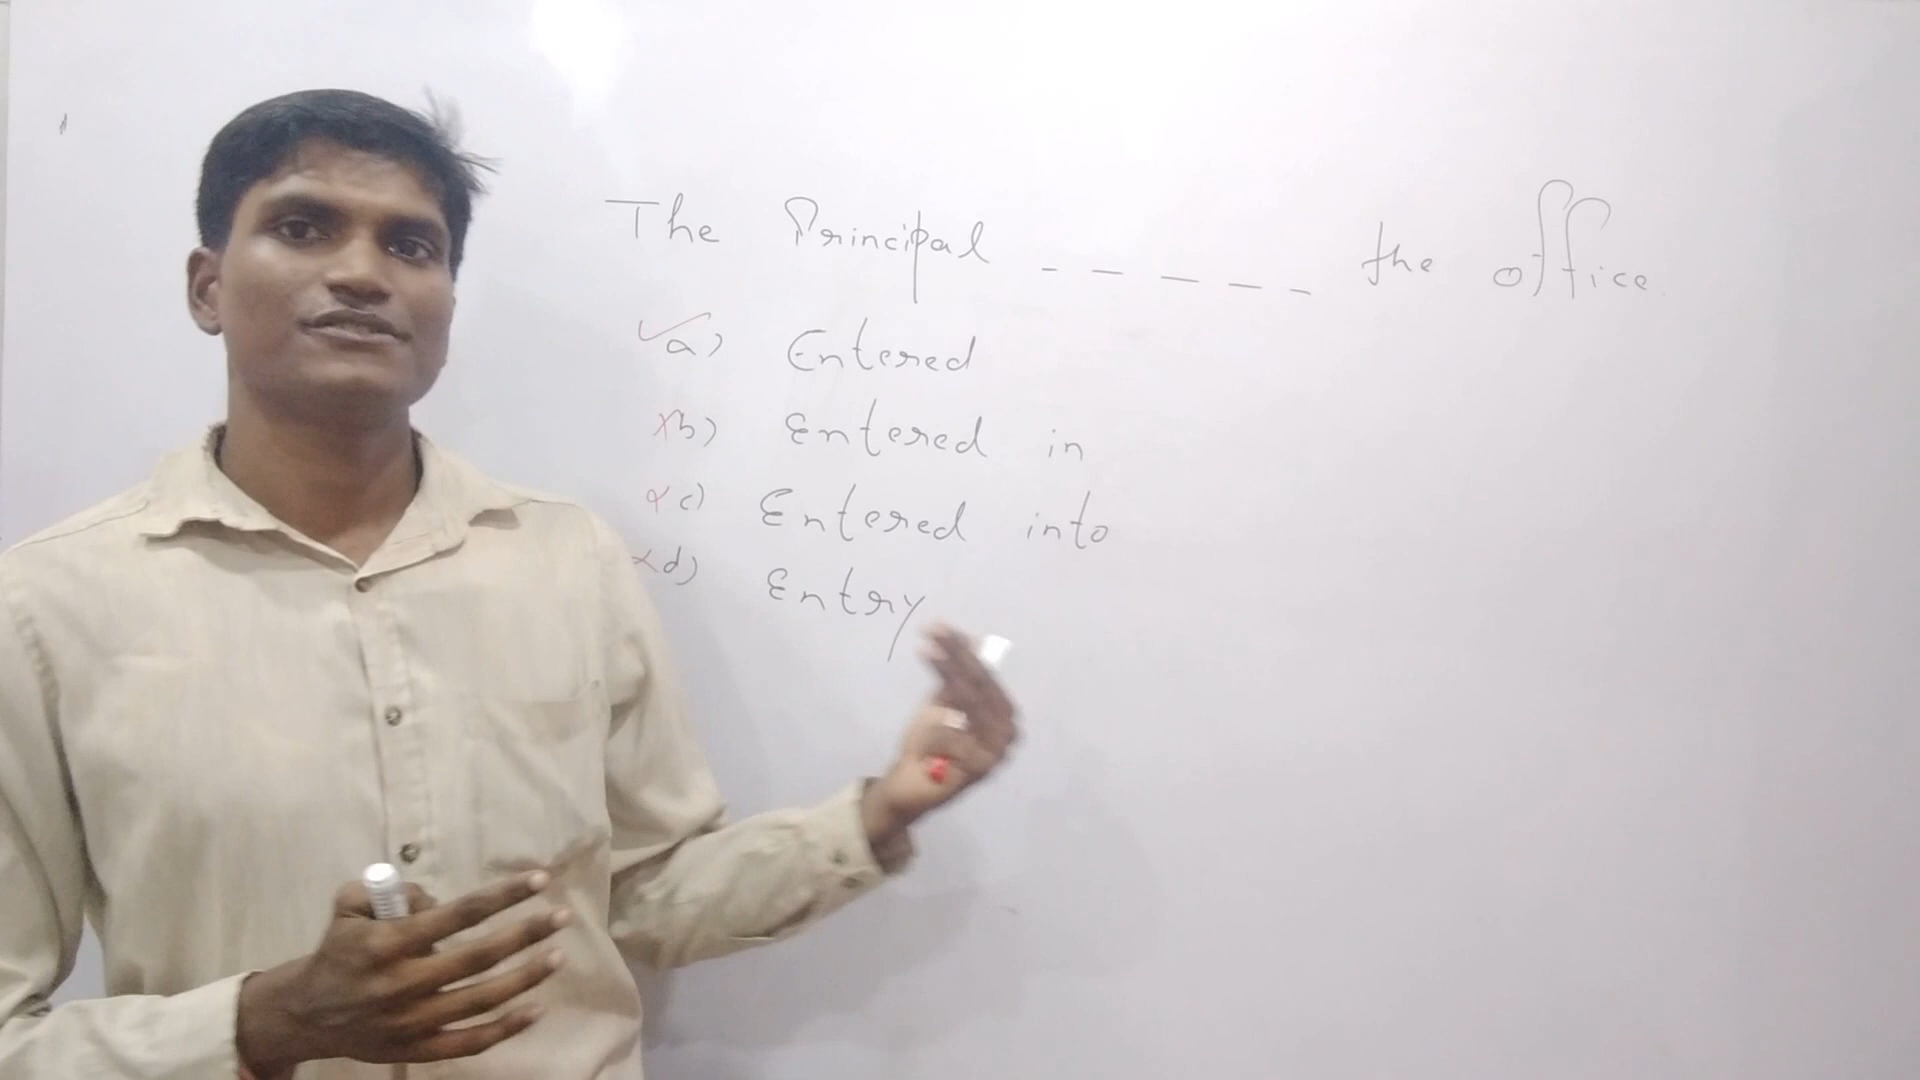 The Principal - - - - - the office.
✓a) Entered
×b) Entered in
×c) Entered into
×d) Entry